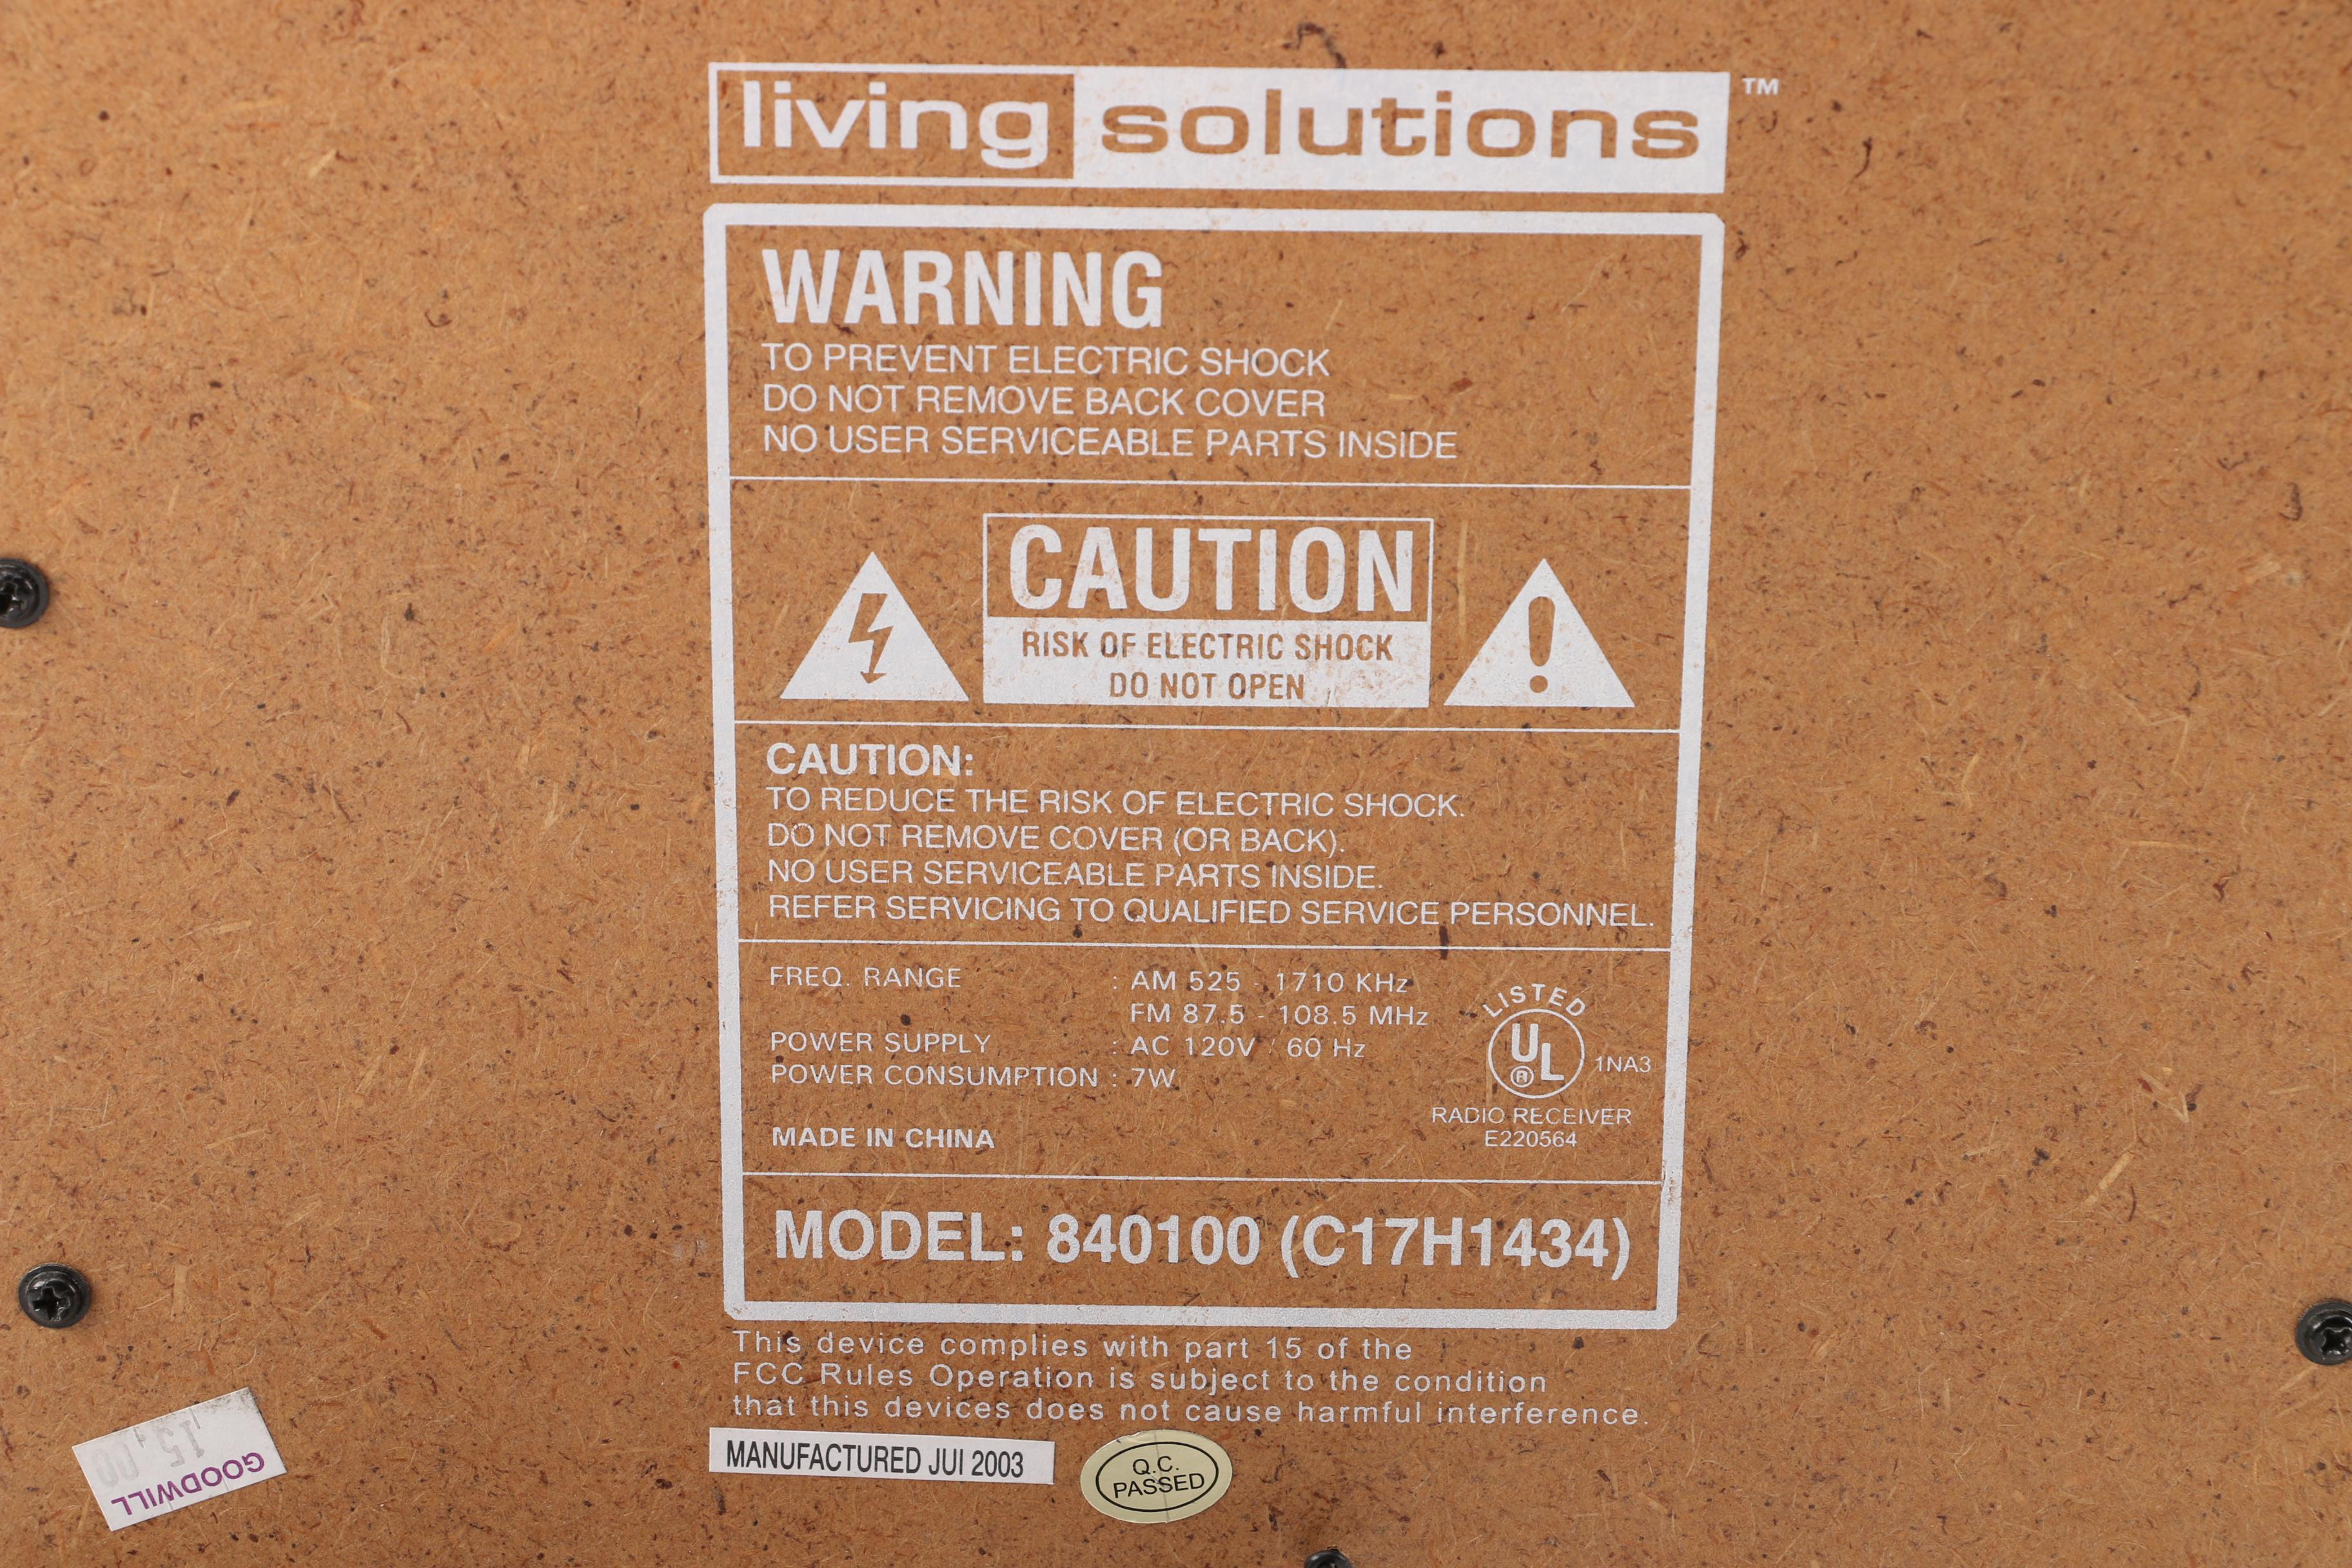 living solutions™
WARNING
TO PREVENT ELECTRIC SHOCK
DO NOT REMOVE BACK COVER
NO USER SERVICEABLE PARTS INSIDE
CAUTION
RISK OF ELECTRIC SHOCK
DO NOT OPEN
CAUTION:
TO REDUCE THE RISK OF ELECTRIC SHOCK.
DO NOT REMOVE COVER (OR BACK).
NO USER SERVICEABLE PARTS INSIDE.
REFER SERVICING TO QUALIFIED SERVICE PERSONNEL.
FREQ. RANGE : AM 525 - 1710 KHz
FM 87.5 - 108.5 MHz
POWER SUPPLY : AC 120V / 60 Hz
POWER CONSUMPTION : 7W
MADE IN CHINA
LISTED
UL® 1NA3
RADIO RECEIVER
E220564
MODEL: 840100 (C17H1434)
This device complies with part 15 of the
FCC Rules Operation is subject to the condition
that this devices does not cause harmful interference.
MANUFACTURED JUI 2003
Q.C.
PASSED
GOODWILL
15.00